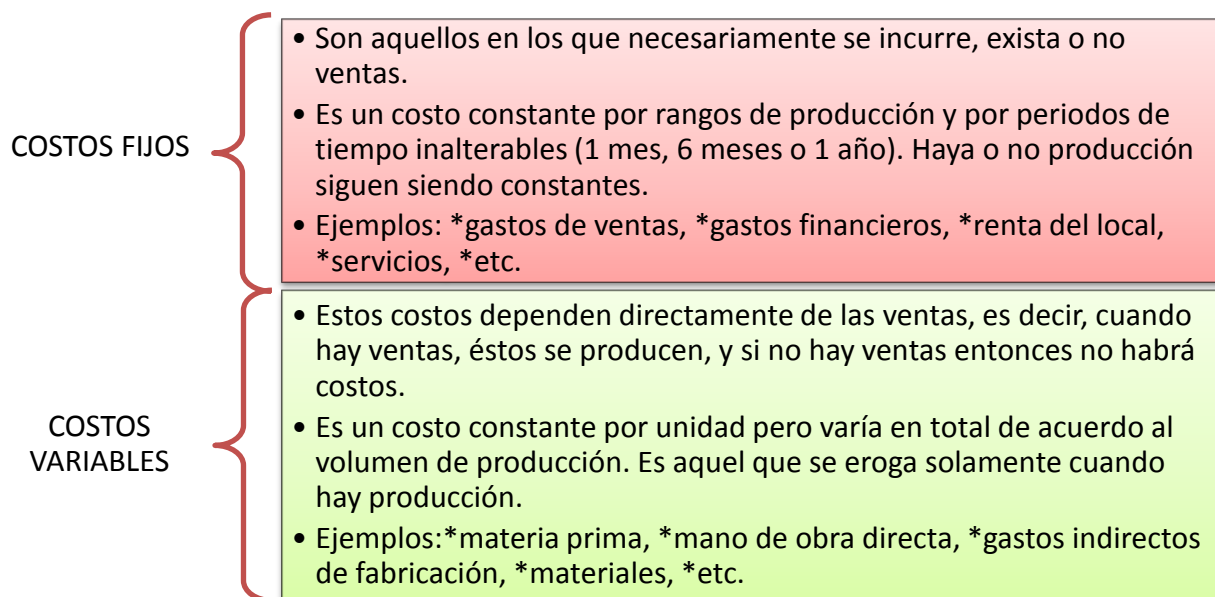 COSTOS FIJOS
• Son aquellos en los que necesariamente se incurre, exista o no
ventas.
• Es un costo constante por rangos de producción y por periodos de
tiempo inalterables (1 mes, 6 meses o 1 año). Haya o no producción
siguen siendo constantes.
• Ejemplos: *gastos de ventas, *gastos financieros, *renta del local,
*servicios, *etc.
COSTOS
VARIABLES
• Estos costos dependen directamente de las ventas, es decir, cuando
hay ventas, éstos se producen, y si no hay ventas entonces no habrá
costos.
• Es un costo constante por unidad pero varía en total de acuerdo al
volumen de producción. Es aquel que se eroga solamente cuando
hay producción.
• Ejemplos:*materia prima, *mano de obra directa, *gastos indirectos
de fabricación, *materiales, *etc.